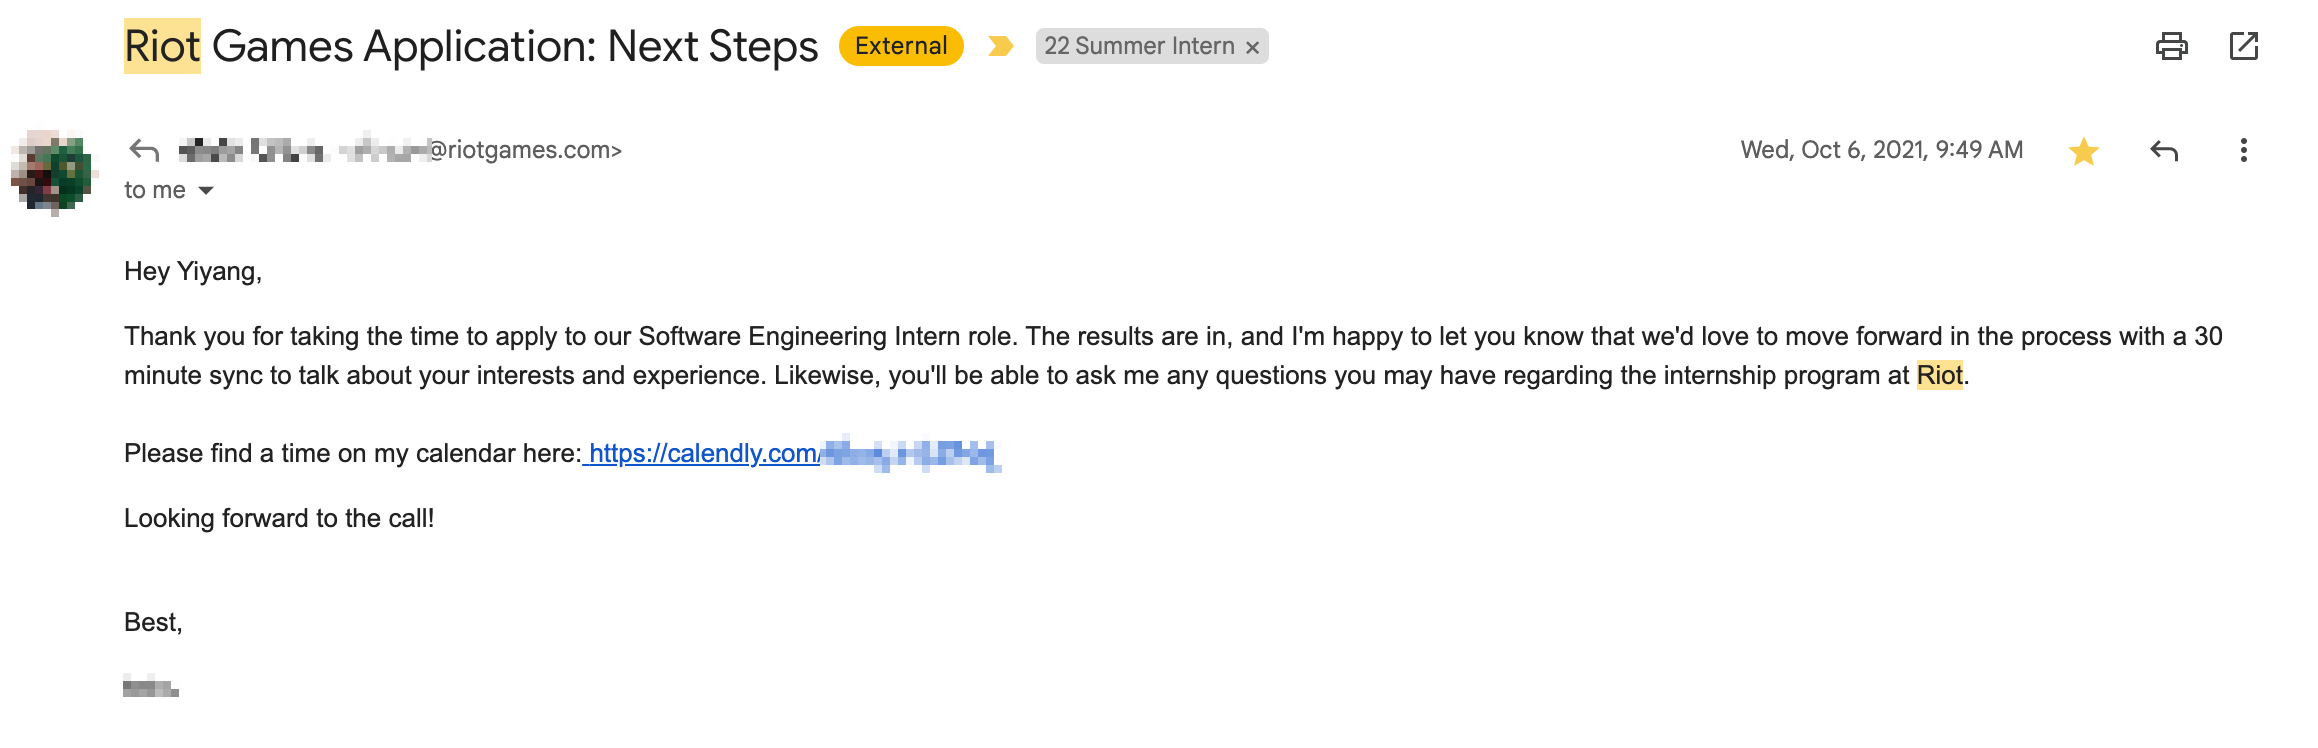 Riot Games Application: Next Steps External 22 Summer Intern ×
@riotgames.com> Wed, Oct 6, 2021, 9:49 AM
to me
Hey Yiyang,
Thank you for taking the time to apply to our Software Engineering Intern role. The results are in, and I'm happy to let you know that we'd love to move forward in the process with a 30
minute sync to talk about your interests and experience. Likewise, you'll be able to ask me any questions you may have regarding the internship program at Riot.
Please find a time on my calendar here: https://calendly.com/
Looking forward to the call!
Best,